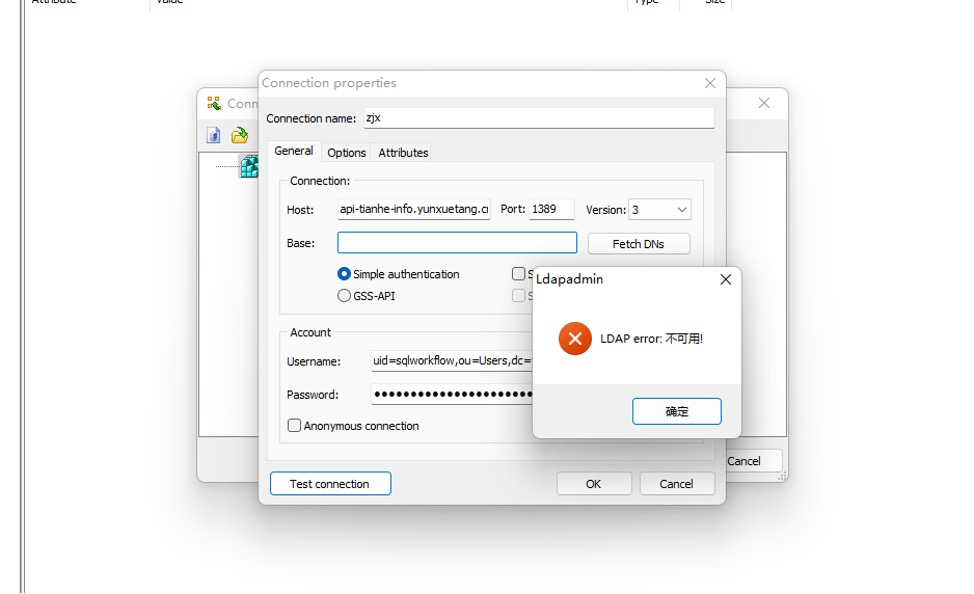 Attribute Value Type Size
Conn
Connection properties
Connection name: zjx
General Options Attributes
Connection:
Host: api-tianhe-info.yunxuetang.cn Port: 1389 Version: 3
Base: Fetch DNs
Simple authentication S
GSS-API S
Ldapadmin
LDAP error: 不可用!
确定
Account
Username: uid=sqlworkflow,ou=Users,dc=
Password: ●●●●●●●●●●●●●●●●●●●●●●
Anonymous connection
Test connection OK Cancel
Cancel